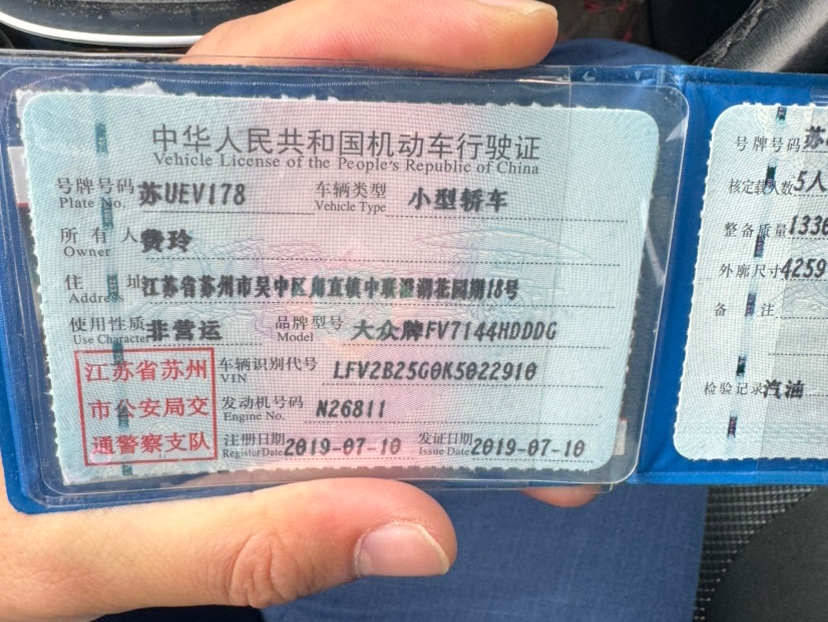 中华人民共和国机动车行驶证
Vehicle License of the People's Republic of China
号牌号码 苏UEV178 车辆类型 小型轿车
Plate No. Vehicle Type
所有人 费玲
Owner
住址 江苏省苏州市吴中区甪直镇中联湖花园期18号
Address
使用性质 非营运 品牌型号 大众牌FV7144HDDDG
Use Character Model
江苏省苏州
市公安局交
通警察支队
车辆识别代号 LFV2B25G0K5022910
VIN
发动机号码 N26811
Engine No.
注册日期 2019-07-10 发证日期 2019-07-10
Register Date Issue Date
号牌号码 苏
核定载人数 5人
整备质量 1336
外廓尺寸 4259
备注
检验记录 汽油